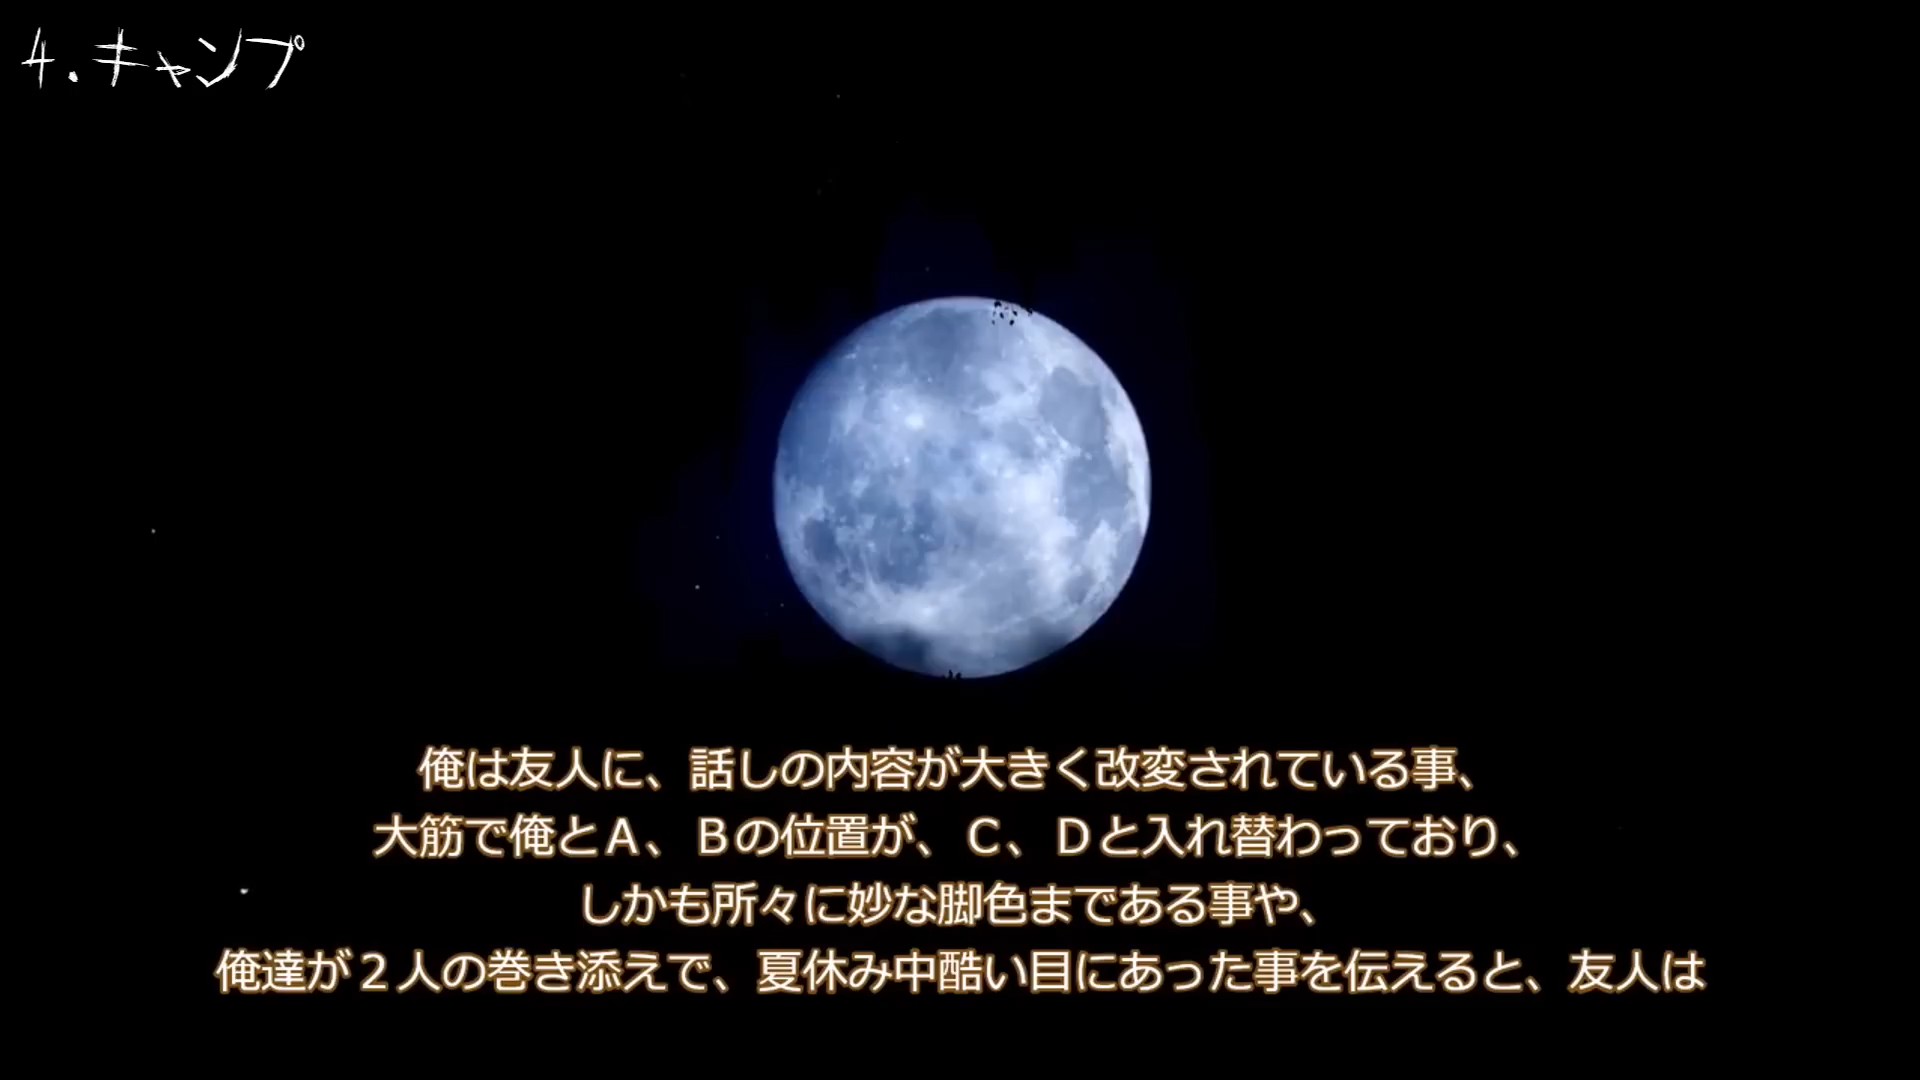 4.キャンプ
俺は友人に、話しの内容が大きく改変されている事、
大筋で俺とＡ、Ｂの位置が、Ｃ、Ｄと入れ替わっており、
しかも所々に妙な脚色まである事や、
俺達が２人の巻き添えで、夏休み中酷い目にあった事を伝えると、友人は